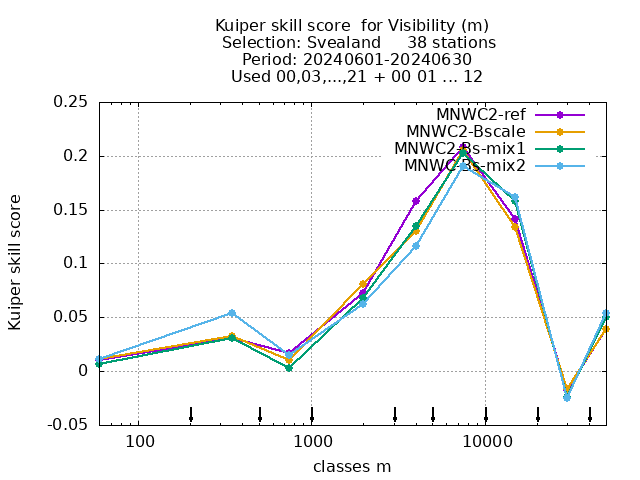 Kuiper skill score  for Visibility (m)
Selection: Svealand     38 stations
Period: 20240601-20240630
Used 00,03,...,21 + 00 01 ... 12
MNWC2-ref
MNWC2-Bscale
MNWC2-Bs-mix1
MNWC-Bs-mix2
0.25
0.2
0.15
0.1
0.05
0
-0.05
Kuiper skill score
100 1000 10000
classes m